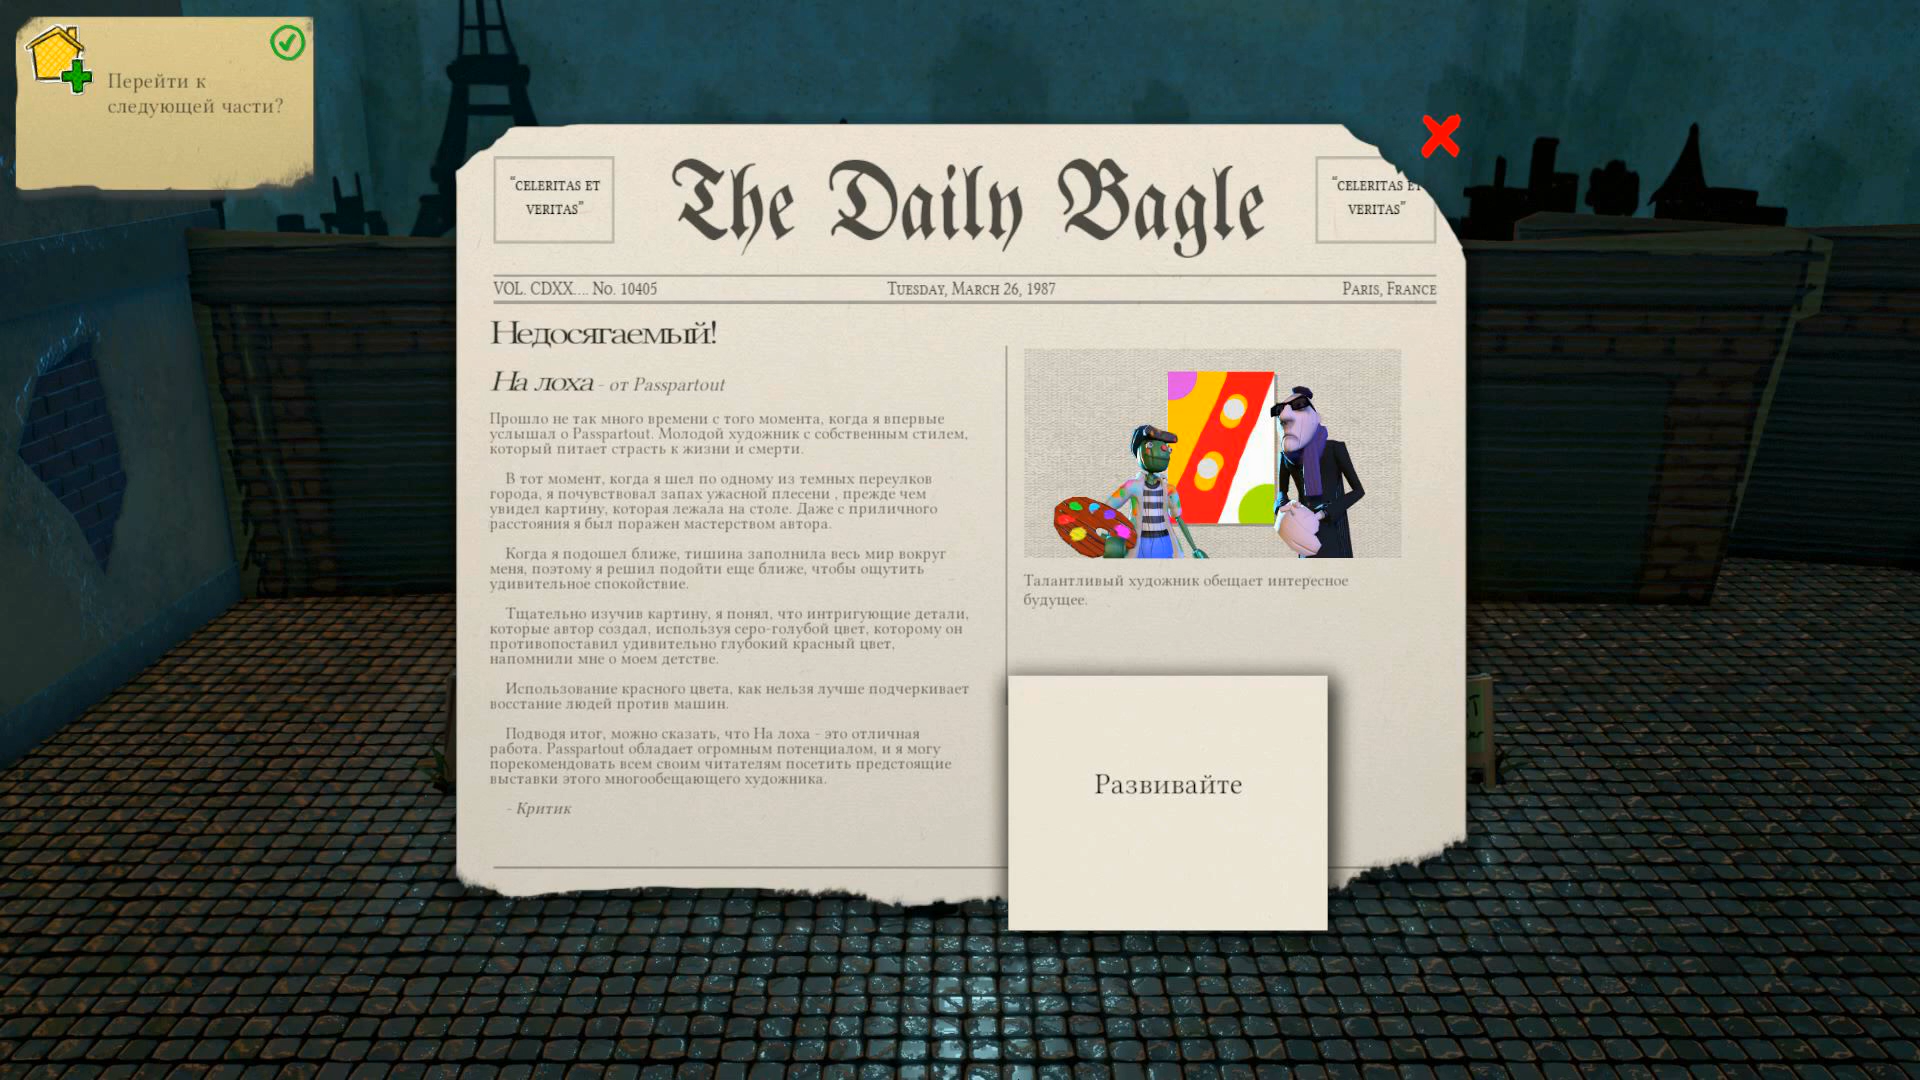 Перейти к
следующей части?
“CELERITAS ET
VERITAS”
The Daily Bagle
“CELERITAS ET
VERITAS”
VOL. CDXX.... No. 10405
Tuesday, March 26, 1987
Paris, France
Недосягаемый!
На лоха - от Passpartout
Прошло не так много времени с того момента, когда я впервые
услышал о Passpartout. Молодой художник с собственным стилем,
который питает страсть к жизни и смерти.
В тот момент, когда я шел по одному из темных переулков
города, я почувствовал запах ужасной плесени , прежде чем
увидел картину, которая лежала на столе. Даже с приличного
расстояния я был поражен мастерством автора.
Когда я подошел ближе, тишина заполнила весь мир вокруг
меня, поэтому я решил подойти еще ближе, чтобы ощутить
удивительное спокойствие.
Тщательно изучив картину, я понял, что интригующие детали,
которые автор создал, используя серо-голубой цвет, которому он
противопоставил удивительно глубокий красный цвет,
напомнили мне о моем детстве.
Использование красного цвета, как нельзя лучше подчеркивает
восстание людей против машин.
Подводя итог, можно сказать, что На лоха - это отличная
работа. Passpartout обладает огромным потенциалом, и я могу
порекомендовать всем своим читателям посетить предстоящие
выставки этого многообещающего художника.
- Критик
Талантливый художник обещает интересное
будущее.
Развивайте